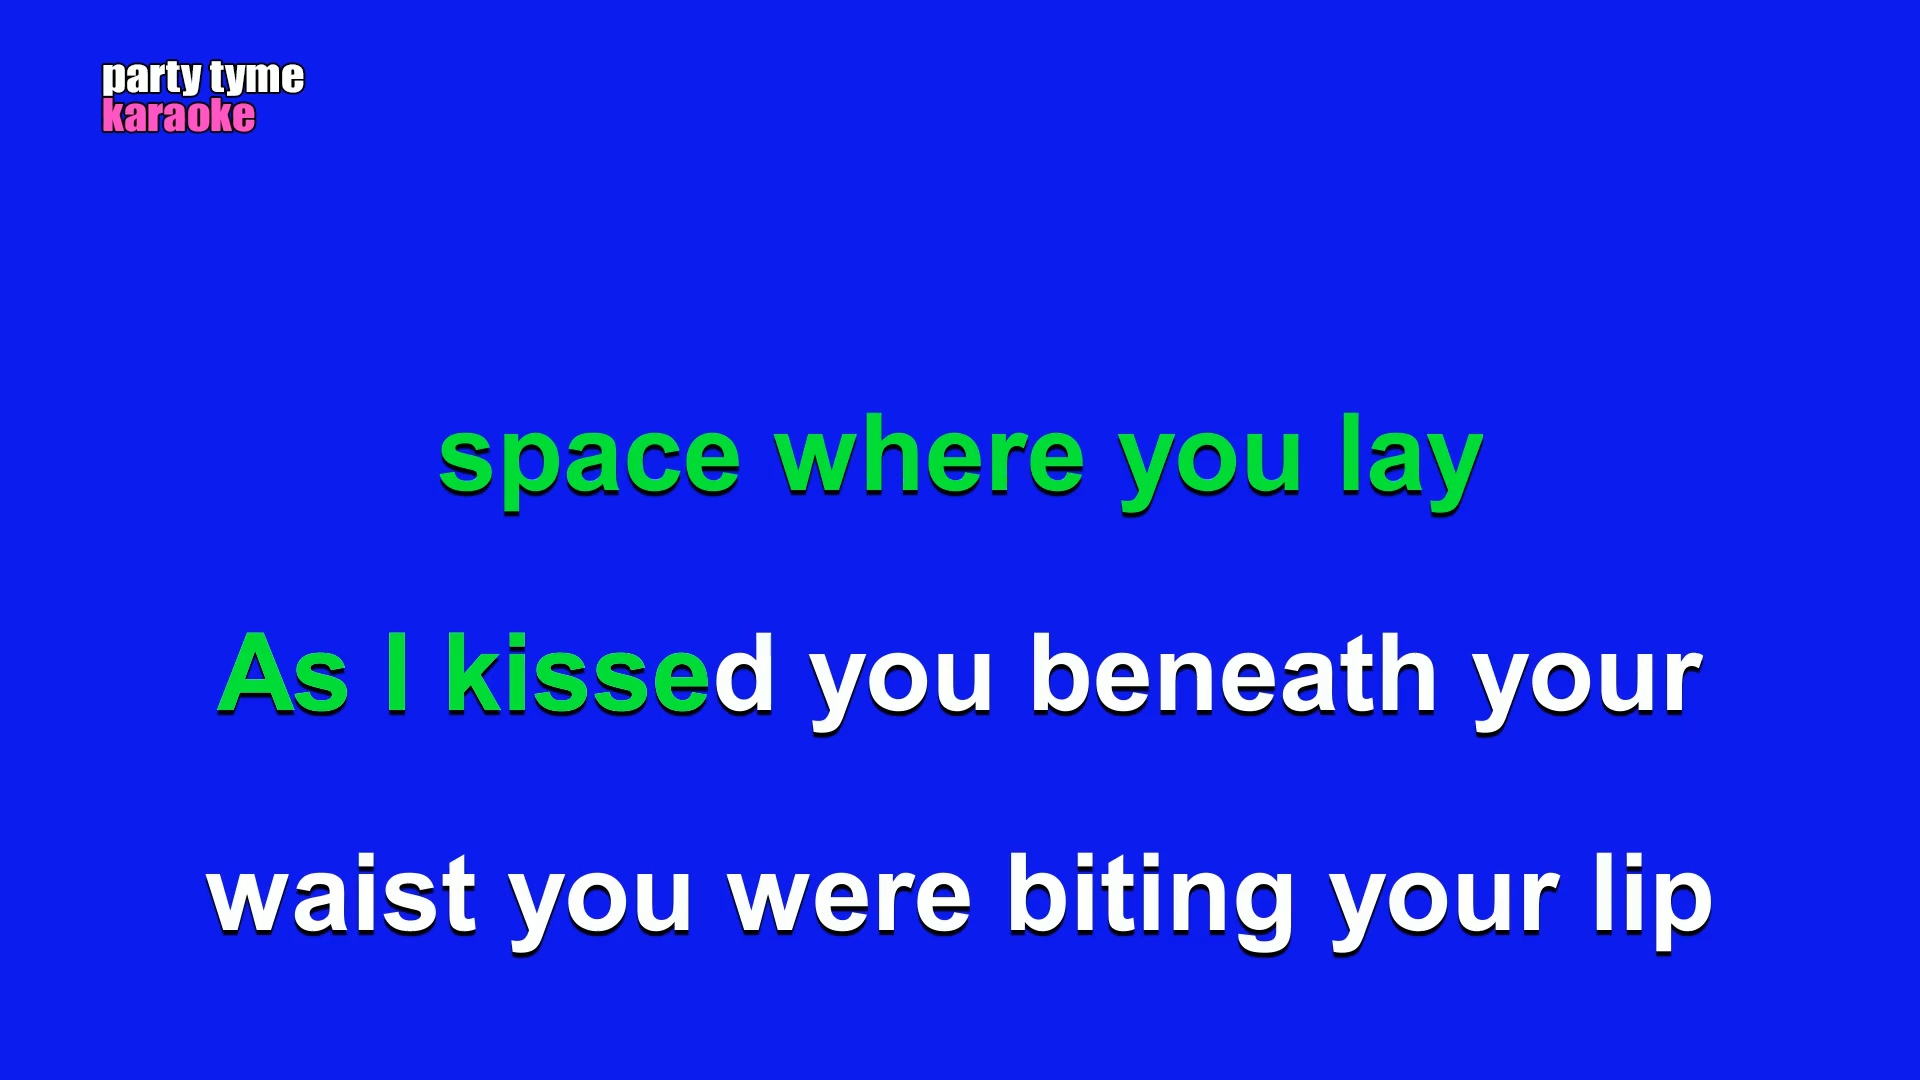 party tyme
karaoke
space where you lay
As I kissed you beneath your
waist you were biting your lip